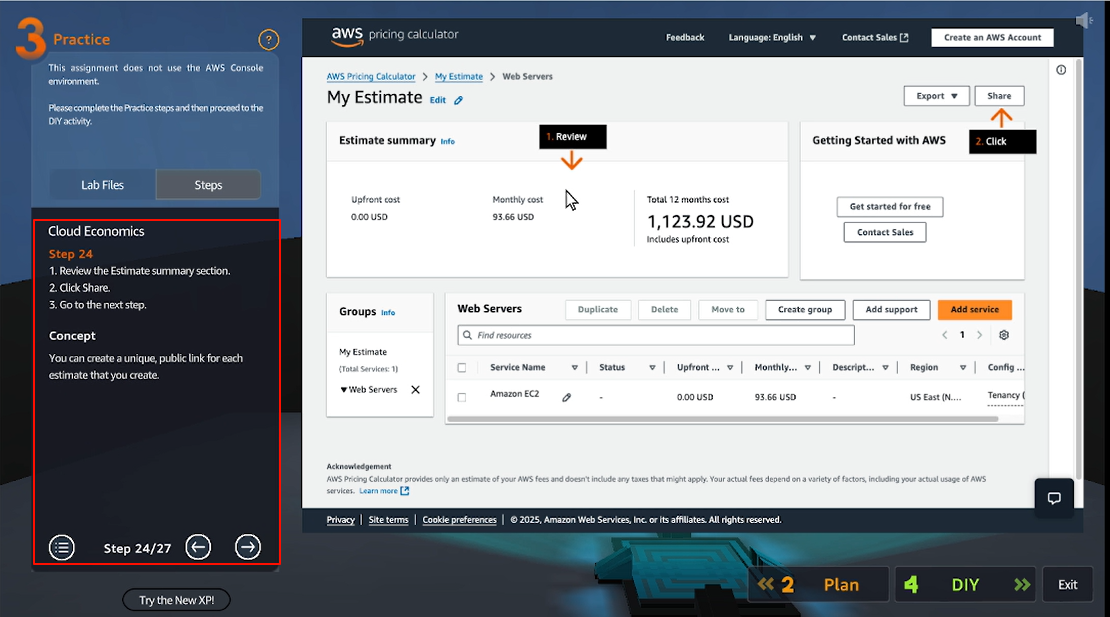 3 Practice
?
This assignment does not use the AWS Console
environment.
Please complete the Practice steps and then proceed to the
DIY activity.
Lab Files
Steps
Cloud Economics
Step 24
1. Review the Estimate summary section.
2. Click Share.
3. Go to the next step.
Concept
You can create a unique, public link for each
estimate that you create.
Step 24/27
Try the New XP!
aws pricing calculator
Feedback
Language: English
Contact Sales
Create an AWS Account
AWS Pricing Calculator > My Estimate > Web Servers
My Estimate Edit
Export
Share
Estimate summary Info
1. Review
Getting Started with AWS
2. Click
Upfront cost
0.00 USD
Monthly cost
93.66 USD
Total 12 months cost
1,123.92 USD
Includes upfront cost
Get started for free
Contact Sales
Groups Info
My Estimate
(Total Services: 1)
Web Servers
Web Servers
Duplicate
Delete
Move to
Create group
Add support
Add service
Find resources
< 1 >
Service Name
Status
Upfront ...
Monthly...
Descript...
Region
Config ...
Amazon EC2
-
0.00 USD
93.66 USD
-
US East (N....
Tenancy (
Acknowledgement
AWS Pricing Calculator provides only an estimate of your AWS fees and doesn't include any taxes that might apply. Your actual fees depend on a variety of factors, including your actual usage of AWS
services. Learn more
Privacy | Site terms | Cookie preferences | © 2025, Amazon Web Services, Inc. or its affiliates. All rights reserved.
2 Plan
4 DIY
Exit